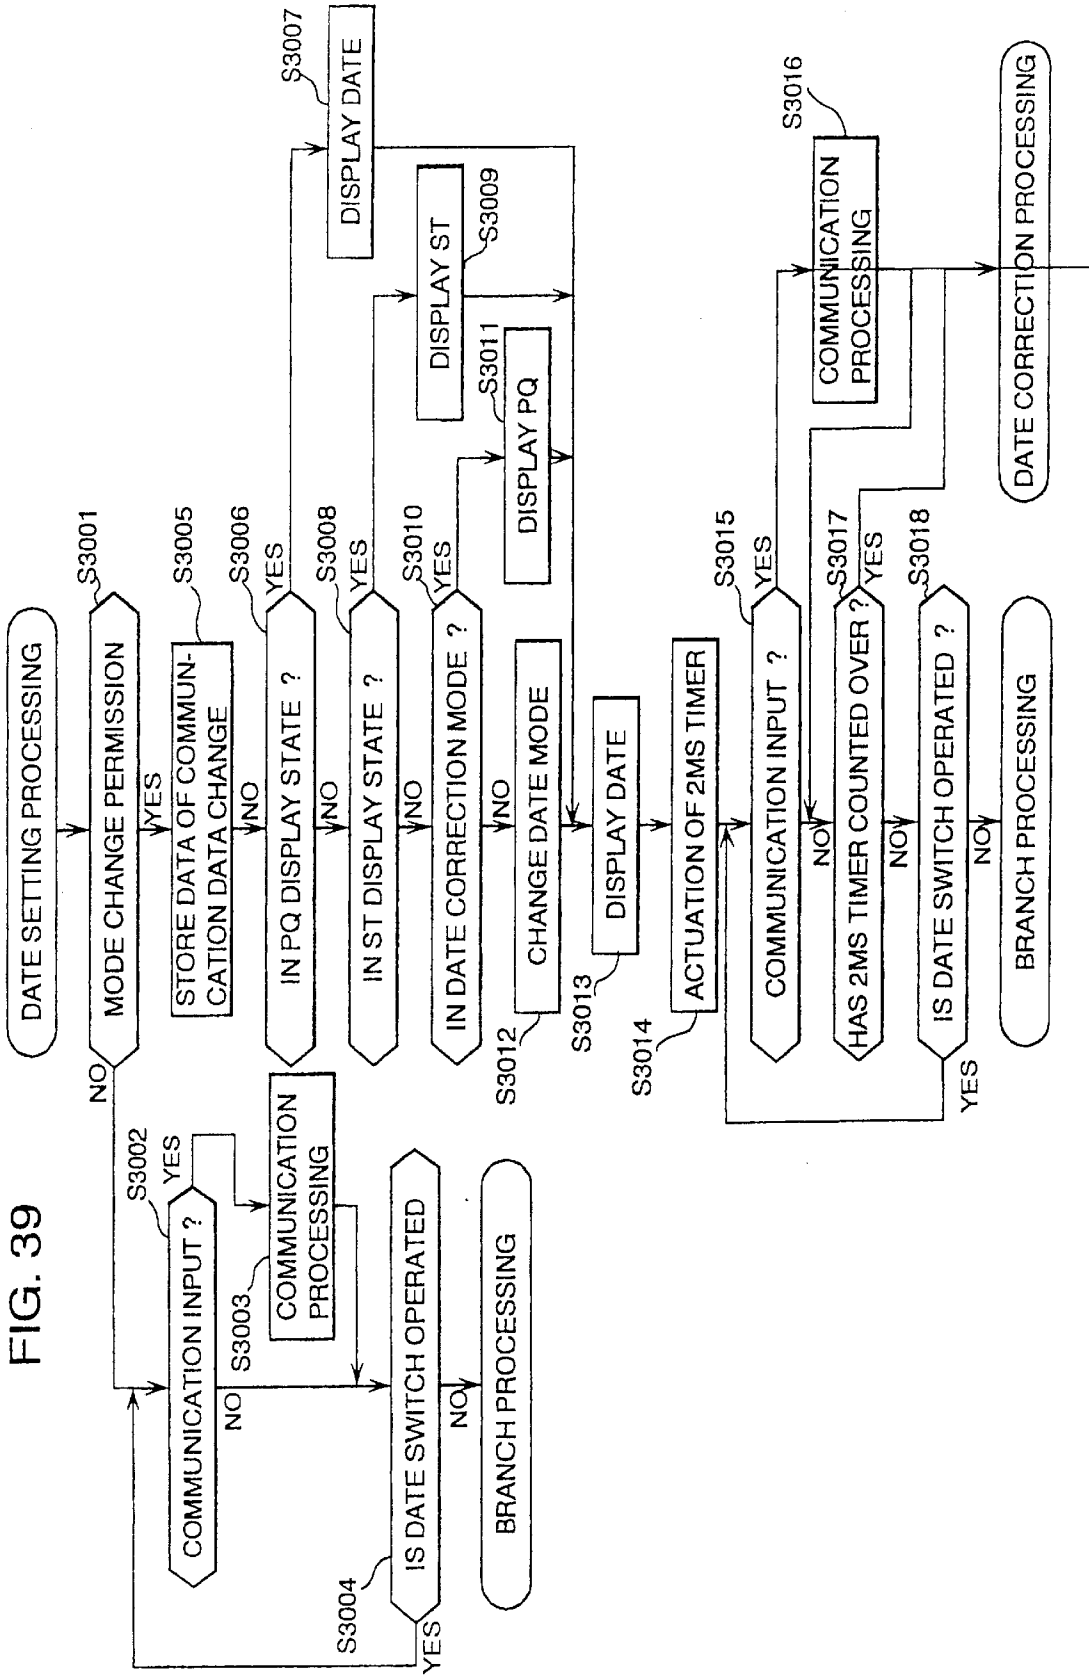 FIG. 39
DATE SETTING PROCESSING
S3001
MODE CHANGE PERMISSION
NO
YES
S3002
COMMUNICATION INPUT ?
YES
NO
S3003
COMMUNICATION
PROCESSING
S3004
IS DATE SWITCH OPERATED
YES
NO
BRANCH PROCESSING
S3005
STORE DATA OF COMMUN-
CATION DATA CHANGE
NO
S3006
IN PQ DISPLAY STATE ?
YES
NO
S3007
DISPLAY DATE
S3008
IN ST DISPLAY STATE ?
YES
NO
S3009
DISPLAY ST
S3010
IN DATE CORRECTION MODE ?
YES
NO
S3011
DISPLAY PQ
S3012
CHANGE DATE MODE
S3013
DISPLAY DATE
S3014
ACTUATION OF 2MS TIMER
S3015
COMMUNICATION INPUT ?
YES
NO
S3016
COMMUNICATION
PROCESSING
S3017
HAS 2MS TIMER COUNTED OVER ?
YES
NO
S3018
IS DATE SWITCH OPERATED ?
YES
NO
BRANCH PROCESSING
DATE CORRECTION PROCESSING